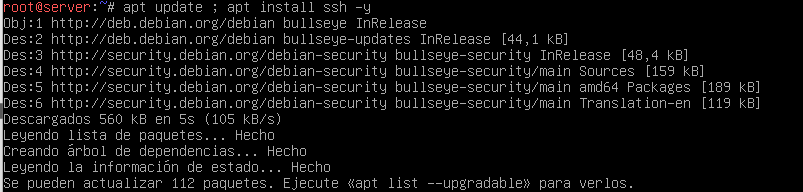 root@server:~# apt update ; apt install ssh -y
Obj:1 http://deb.debian.org/debian bullseye InRelease
Des:2 http://deb.debian.org/debian bullseye-updates InRelease [44,1 kB]
Des:3 http://security.debian.org/debian-security bullseye-security InRelease [48,4 kB]
Des:4 http://security.debian.org/debian-security bullseye-security/main Sources [159 kB]
Des:5 http://security.debian.org/debian-security bullseye-security/main amd64 Packages [189 kB]
Des:6 http://security.debian.org/debian-security bullseye-security/main Translation-en [119 kB]
Descargados 560 kB en 5s (105 kB/s)
Leyendo lista de paquetes... Hecho
Creando árbol de dependencias... Hecho
Leyendo la información de estado... Hecho
Se pueden actualizar 112 paquetes. Ejecute «apt list --upgradable» para verlos.